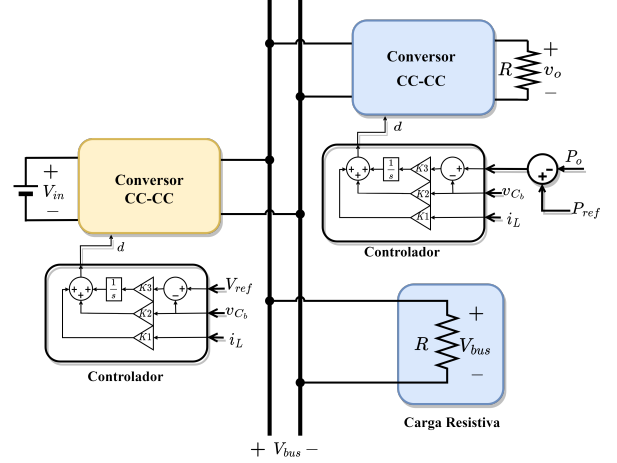 Conversor
CC-CC
R
+
v_o
−
d
+
+ +
1/s
K3
−
K2
K1
v_{C_b}
i_L
+
−
P_o
P_ref
Controlador
+
V_in
−
Conversor
CC-CC
d
+
+ +
1/s
K3
+
−
K2
K1
V_ref
v_{C_b}
i_L
Controlador
R
+
V_bus
−
Carga Resistiva
+ V_bus −